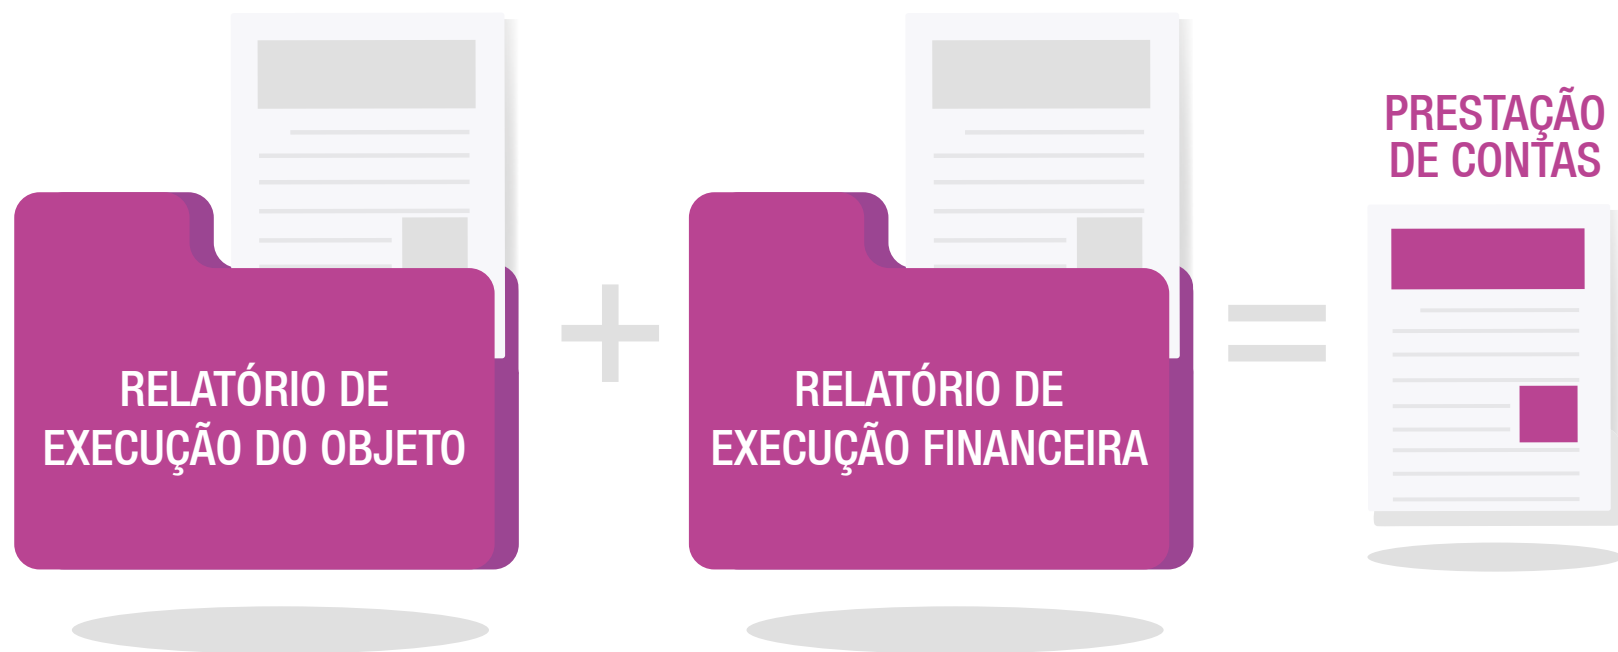 RELATÓRIO DE
EXECUÇÃO DO OBJETO
RELATÓRIO DE
EXECUÇÃO FINANCEIRA
PRESTAÇÃO
DE CONTAS